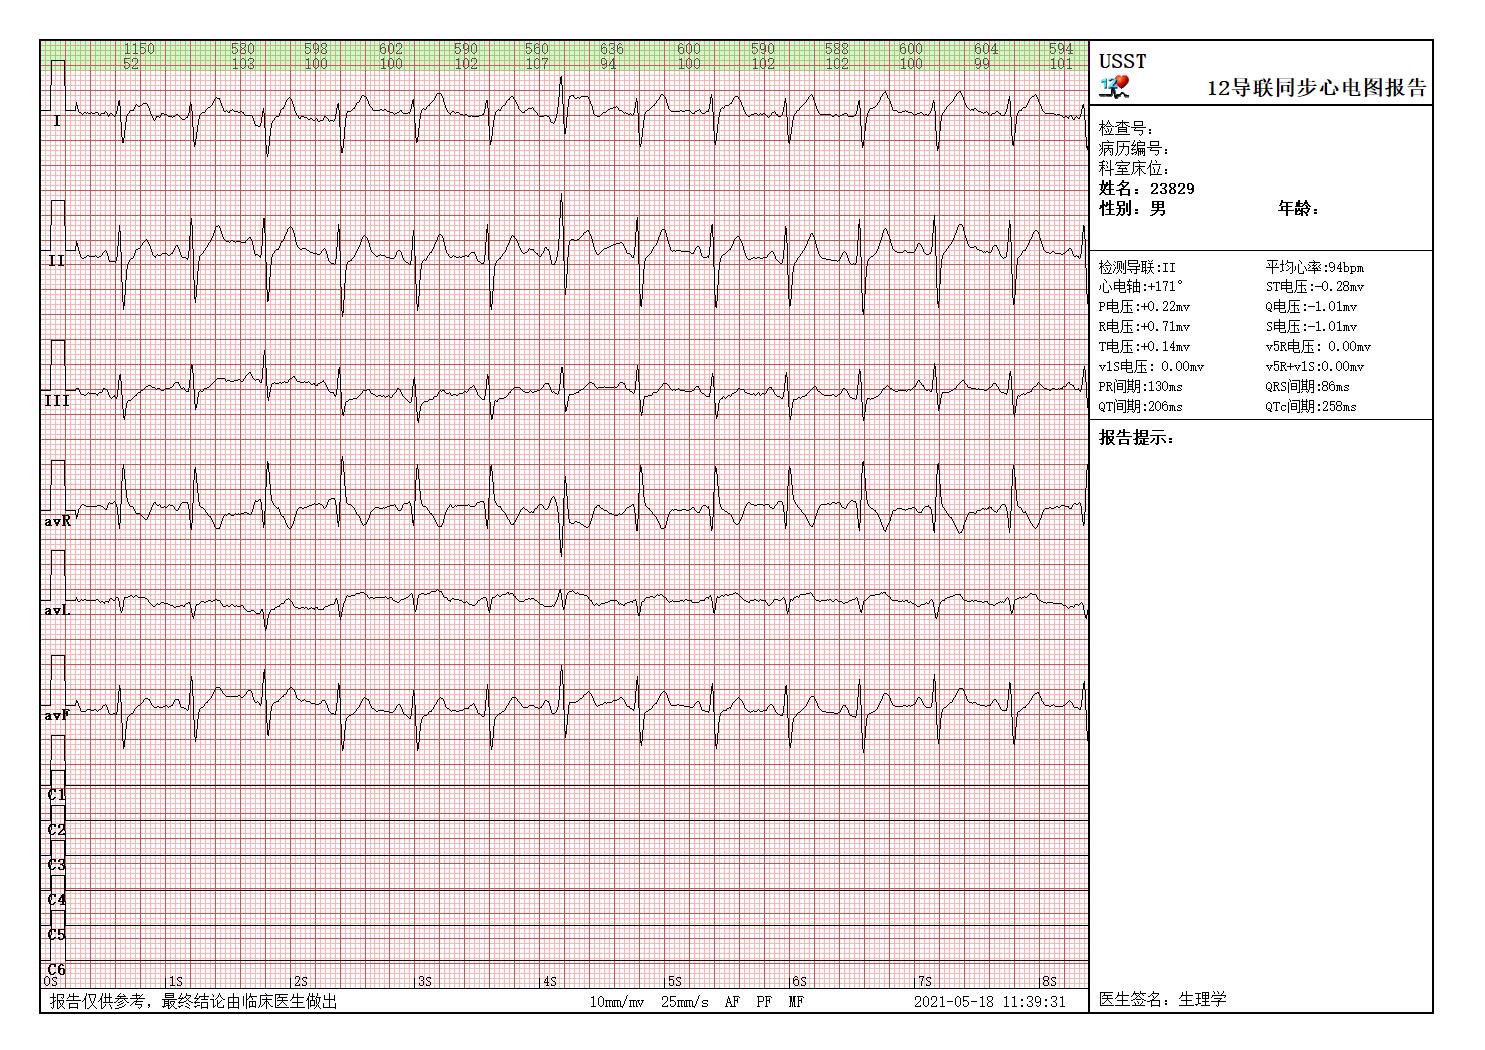 1150 580 598 602 590 560 636 600 590 588 600 604 594
52 103 100 100 102 107 94 100 102 102 100 99 101
I
II
III
avR
avL
avF
C1
C2
C3
C4
C5
C6
0S 1S 2S 3S 4S 5S 6S 7S 8S
报告仅供参考，最终结论由临床医生做出 10mm/mv 25mm/s AF PF MF 2021-05-18 11:39:31
USST
12
12导联同步心电图报告
检查号：
病历编号：
科室床位：
姓名：23829
性别：男 年龄：
检测导联:II 平均心率:94bpm
心电轴:+171° ST电压:-0.28mv
P电压:+0.22mv Q电压:-1.01mv
R电压:+0.71mv S电压:-1.01mv
T电压:+0.14mv v5R电压: 0.00mv
v1S电压: 0.00mv v5R+v1S:0.00mv
PR间期:130ms QRS间期:86ms
QT间期:206ms QTc间期:258ms
报告提示：
医生签名：生理学